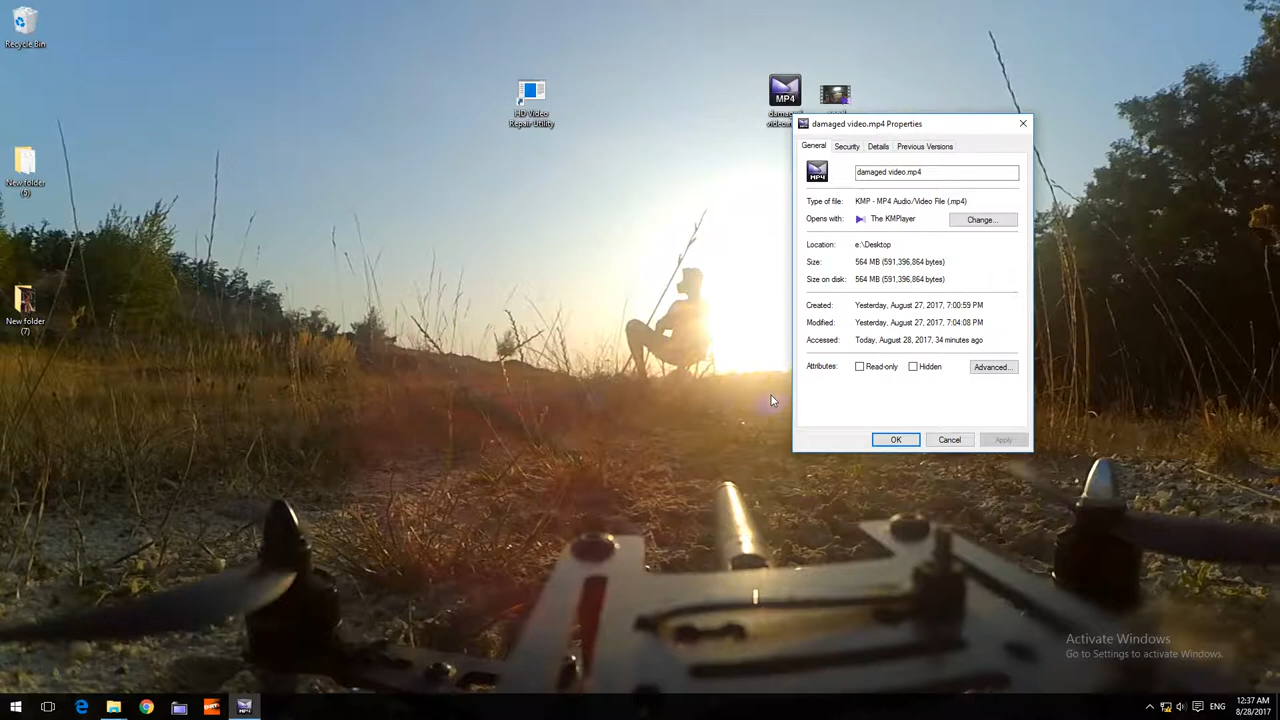 Recycle Bin
HD Video
Repair Utility
MP4
New folder
(5)
New folder
(7)
damaged video.mp4 Properties
General
Security
Details
Previous Versions
MP4
damaged video.mp4
Type of file:
KMP - MP4 Audio/Video File (.mp4)
Opens with:
The KMPlayer
Change...
Location:
e:\Desktop
Size:
564 MB (591,396,864 bytes)
Size on disk:
564 MB (591,396,864 bytes)
Created:
Yesterday, August 27, 2017, 7:00:59 PM
Modified:
Yesterday, August 27, 2017, 7:04:08 PM
Accessed:
Today, August 28, 2017, 34 minutes ago
Attributes:
Read-only
Hidden
Advanced...
OK
Cancel
Apply
Activate Windows
Go to Settings to activate Windows.
MP4
ENG
12:37 AM
8/28/2017